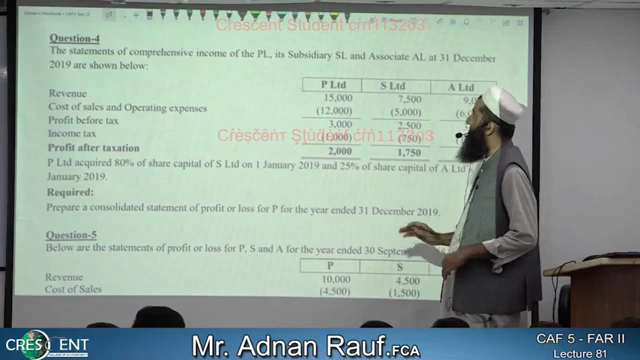 Crescent Student crn113203
Question-4
The statements of comprehensive income of the PL, its Subsidiary SL and Associate AL at 31 December
2019 are shown below:
P Ltd S Ltd A Ltd
Revenue 15,000 7,500
Cost of sales and Operating expenses (12,000) (5,000)
Profit before tax 3,000 2,500
Crescent Student crn113203
Income tax (1,000) (750)
Profit after taxation 2,000 1,750
P Ltd acquired 80% of share capital of S Ltd on 1 January 2019 and 25% of share capital of A Ltd
January 2019.
Required:
Prepare a consolidated statement of profit or loss for P for the year ended 31 December 2019.
Question-5
Below are the statements of profit or loss for P, S and A for the year ended 30
P S
Revenue 10,000 4,500
Cost of Sales (4,500) (1,500)
CRESCENT
Mr. Adnan Rauf.FCA
CAF 5 - FAR II
Lecture 81